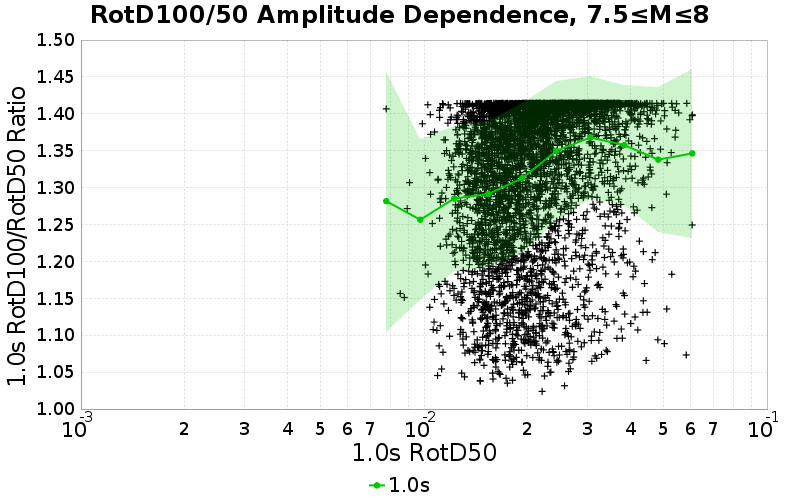 RotD100/50 Amplitude Dependence, 7.5≤M≤8
1.0s RotD100/RotD50 Ratio
1.50
1.45
1.40
1.35
1.30
1.25
1.20
1.15
1.10
1.05
1.00
10^-3 2 3 4 5 6 7 10^-2 2 3 4 5 6 7 10^-1
1.0s RotD50
1.0s